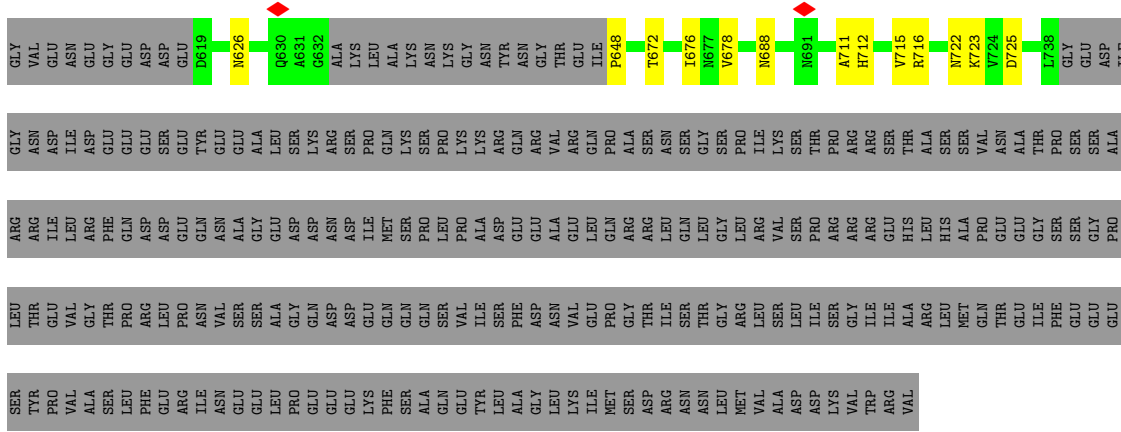 GLY VAL GLU ASN GLU GLY GLU ASP ASP GLU D619 N626 Q630 A631 G632 ALA LYS LEU ALA LYS ASN LYS GLY ASN TYR ASN GLY THR GLU ILE P648 T672 I676 N677 V678 N688 N691 A711 H712 V715 R716 N722 K723 V724 D725 L738 GLY GLU ASP
GLY ASN ASP ILE ASP GLU GLU GLU SER GLU TYR GLU GLU ALA LEU SER LYS ARG SER PRO GLN LYS SER PRO LYS LYS ARG GLN ARG VAL ARG GLN PRO ALA SER ASN SER GLY SER PRO ILE LYS SER THR PRO ARG ARG SER THR ALA SER SER VAL ASN ALA THR PRO SER SER ALA
ARG ARG ILE LEU ARG PHE GLN ASP ASP GLU GLN ASN ALA GLY GLU ASP ASP ASN ASP ILE MET SER PRO LEU PRO ALA ASP GLU GLU ALA GLU LEU GLN ARG ARG LEU GLN LEU GLY LEU ARG VAL SER PRO ARG ARG ARG GLU HIS LEU HIS ALA PRO GLU GLU GLY SER SER GLY PRO
LEU THR GLU VAL GLY THR PRO ARG LEU PRO ASN VAL SER SER ALA GLY GLN ASP ASP GLU GLN GLN GLN SER VAL ILE SER PHE ASP ASN VAL GLU PRO GLY THR ILE SER THR GLY ARG LEU SER LEU ILE SER GLY ILE ILE ALA ARG LEU MET GLN THR GLU ILE PHE GLU GLU GLU
SER TYR PRO VAL ALA SER LEU PHE GLU ARG ILE ASN GLU GLU LEU PRO GLU GLU GLU LYS PHE SER ALA GLN GLU TYR LEU ALA GLY LEU LYS ILE MET SER ASP ARG ASN ASN LEU MET VAL ALA ASP ASP LYS VAL TRP ARG VAL